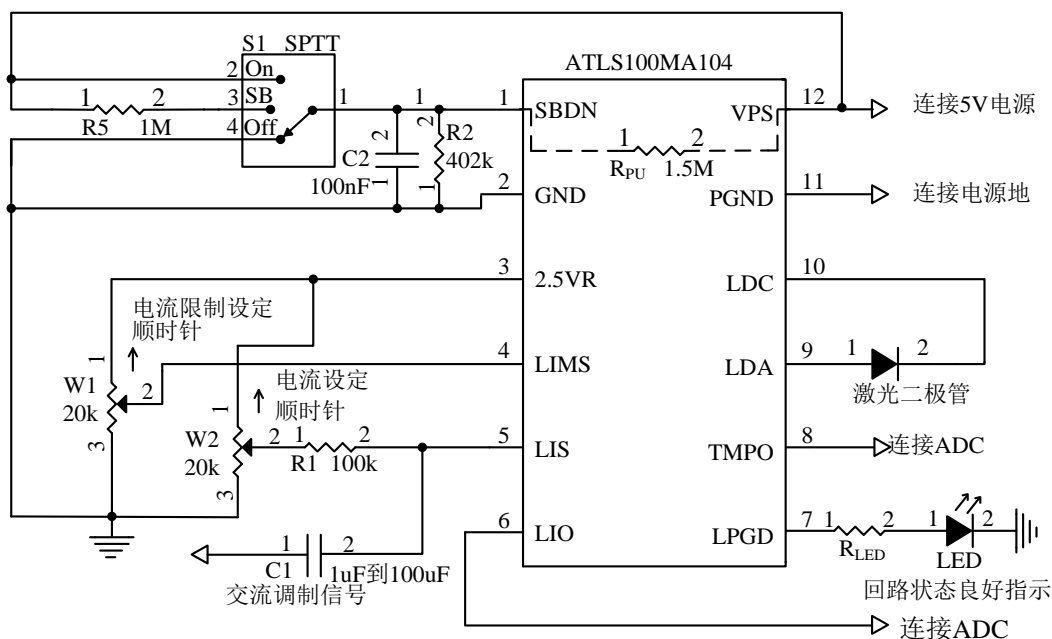 S1 SPTT
ATLS100MA104
2 On
1 2 3 SB
R5 1M
4 Off
1
1
1
2
C2
100nF
1
2
R2
402k
1
SBDN
VPS
12
连接5V电源
1 2
RPU 1.5M
2
GND
PGND
11
连接电源地
3
2.5VR
LDC
10
电流限制设定
顺时针
1
W1
20k
2
3
4
LIMS
LDA
9
1 2
激光二极管
电流设定
顺时针
1
W2
20k
2
3
1 2
R1 100k
5
LIS
TMPO
8
连接ADC
6
LIO
LPGD
7
1 2
RLED
1 2
LED
回路状态良好指示
1 2
C1 1uF到100uF
交流调制信号
连接ADC